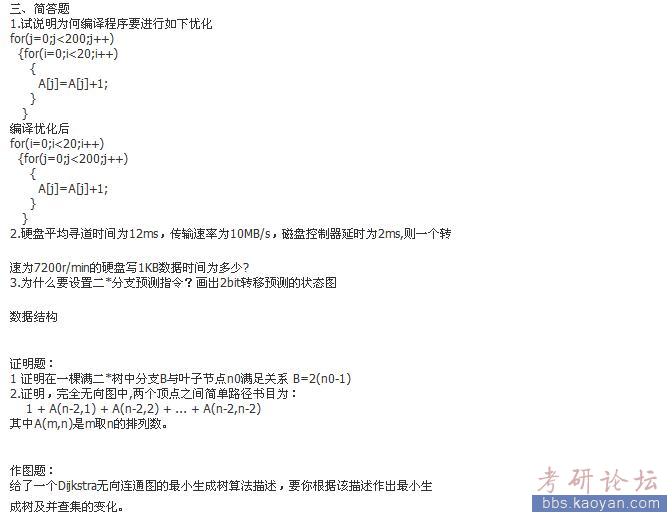 三、简答题
1.试说明为何编译程序要进行如下优化
for(j=0;j<200;j++)
{for(i=0;i<20;i++)
{
A[j]=A[j]+1;
}
}
编译优化后
for(i=0;i<20;i++)
{for(j=0;j<200;j++)
{
A[j]=A[j]+1;
}
}
2.硬盘平均寻道时间为12ms，传输速率为10MB/s，磁盘控制器延时为2ms,则一个转
速为7200r/min的硬盘写1KB数据时间为多少?
3.为什么要设置二*分支预测指令？画出2bit转移预测的状态图
数据结构
证明题：
1 证明在一棵满二*树中分支B与叶子节点n0满足关系 B=2(n0-1)
2.证明，完全无向图中,两个顶点之间简单路径书目为：
1 + A(n-2,1) + A(n-2,2) + ... + A(n-2,n-2)
其中A(m,n)是m取n的排列数。
作图题：
给了一个Dijkstra无向连通图的最小生成树算法描述，要你根据该描述作出最小生
成树及并查集的变化。
考研论坛
bbs.kaoyan.com